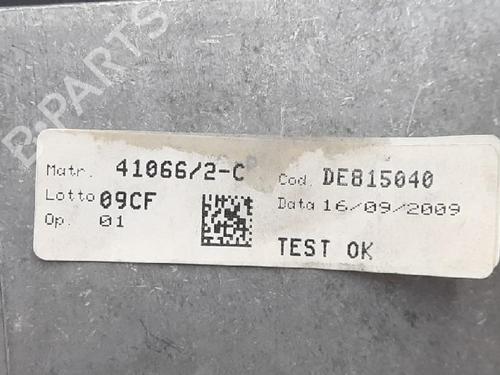 B-PARTS
Matr. 41066/2-C Cod. DE815040
Lotto 09CF Data 16/09/2009
Op. 01
TEST OK